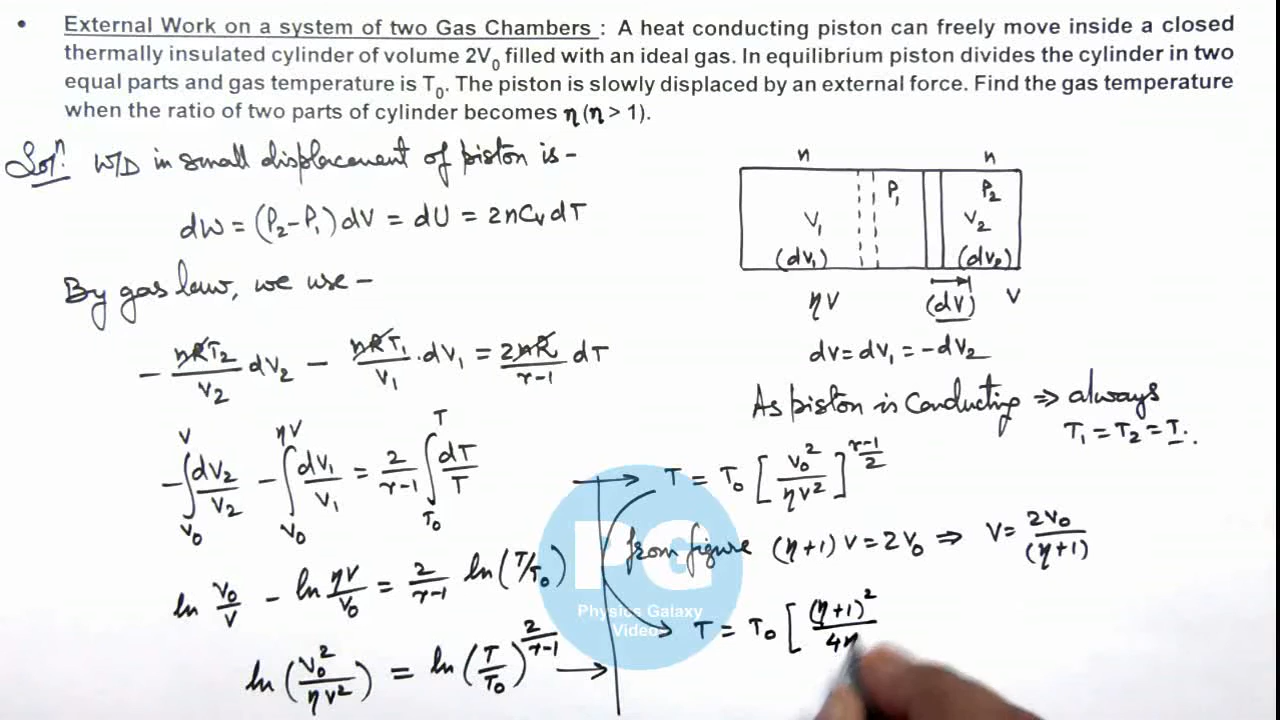 • External Work on a system of two Gas Chambers : A heat conducting piston can freely move inside a closed
thermally insulated cylinder of volume 2V₀ filled with an ideal gas. In equilibrium piston divides the cylinder in two
equal parts and gas temperature is T₀. The piston is slowly displaced by an external force. Find the gas temperature
when the ratio of two parts of cylinder becomes η (η > 1).
Solⁿ. W/D in small displacement of piston is -
dW = (P₂-P₁) dV = dU = 2nCᵥdT
By gas law, we use -
- nRT₂/V₂ dV₂ - nRT₁/V₁ · dV₁ = 2nR/(γ-1) dT
-∫_{V₀}^{V} dV₂/V₂ - ∫_{V₀}^{ηV} dV₁/V₁ = 2/(γ-1) ∫_{T₀}^{T} dT/T
ln V₀/V - ln ηV/V₀ = 2/(γ-1) ln (T/T₀)
ln (V₀²/ηV²) = ln (T/T₀)^{2/(γ-1)} →
n n
P₁ P₂
V₁ V₂
(dV₁) (dV₂)
ηV (dV) V
dV = dV₁ = -dV₂
As piston is Conducting ⇒ always
T₁ = T₂ = T.
→ T = T₀ [V₀²/ηV²]^{(γ-1)/2}
from figure (η+1) V = 2V₀ ⇒ V = 2V₀/(η+1)
T = T₀ [(η+1)²/4η
PG
Physics Galaxy
Video